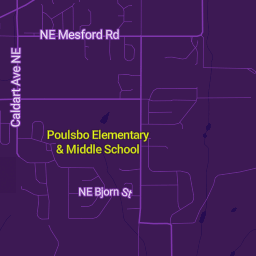 NE Mesford Rd
Caldart Ave NE
Poulsbo Elementary
& Middle School
NE Bjorn St